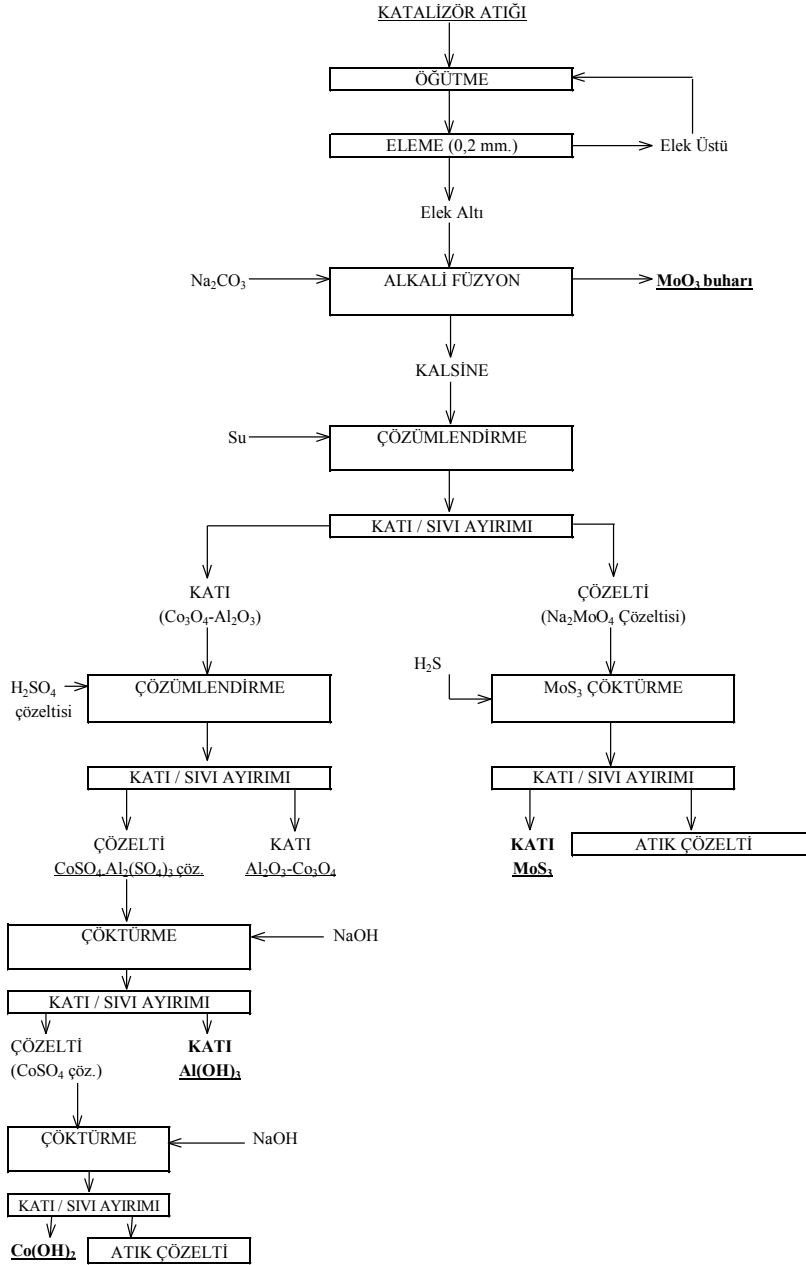 KATALİZÖR ATIĞI
ÖĞÜTME
ELEME (0,2 mm.)
Elek Üstü
Elek Altı
Na₂CO₃
ALKALİ FÜZYON
MoO₃ buharı
KALSİNE
Su
ÇÖZÜMLENDİRME
KATI / SIVI AYIRIMI
KATI
(Co₃O₄-Al₂O₃)
ÇÖZELTİ
(Na₂MoO₄ Çözeltisi)
H₂SO₄
çözeltisi
ÇÖZÜMLENDİRME
H₂S
MoS₃ ÇÖKTÜRME
KATI / SIVI AYIRIMI
KATI / SIVI AYIRIMI
ÇÖZELTİ
CoSO₄.Al₂(SO₄)₃ çöz.
KATI
Al₂O₃-Co₃O₄
KATI
MoS₃
ATIK ÇÖZELTİ
ÇÖKTÜRME
NaOH
KATI / SIVI AYIRIMI
ÇÖZELTİ
(CoSO₄ çöz.)
KATI
Al(OH)₃
ÇÖKTÜRME
NaOH
KATI / SIVI AYIRIMI
Co(OH)₂
ATIK ÇÖZELTİ